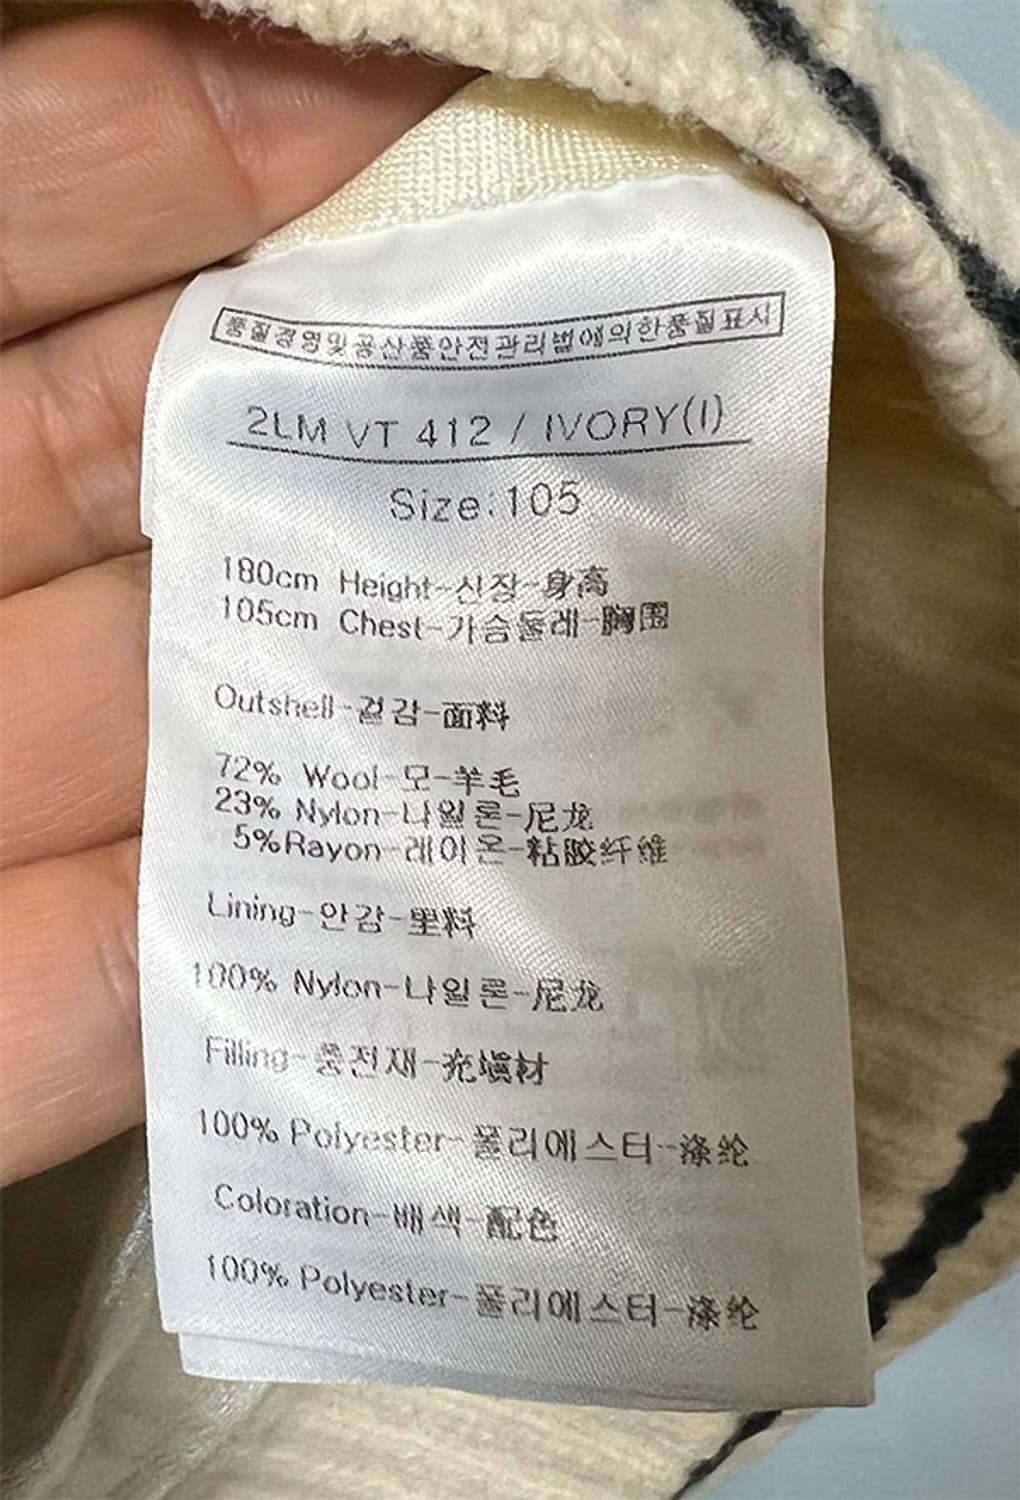 품질경영및공산품안전관리법에의한품질표시
2LM VT 412 / IVORY(I)
Size:105
180cm Height-신장-身高
105cm Chest-가슴둘레-胸围
Outshell-겉감-面料
72% Wool-모-羊毛
23% Nylon-나일론-尼龙
5%Rayon-레이온-粘胶纤维
Lining-안감-里料
100% Nylon-나일론-尼龙
Filling-충전재-充填材
100% Polyester-폴리에스터-涤纶
Coloration-배색-配色
100% Polyester-폴리에스터-涤纶